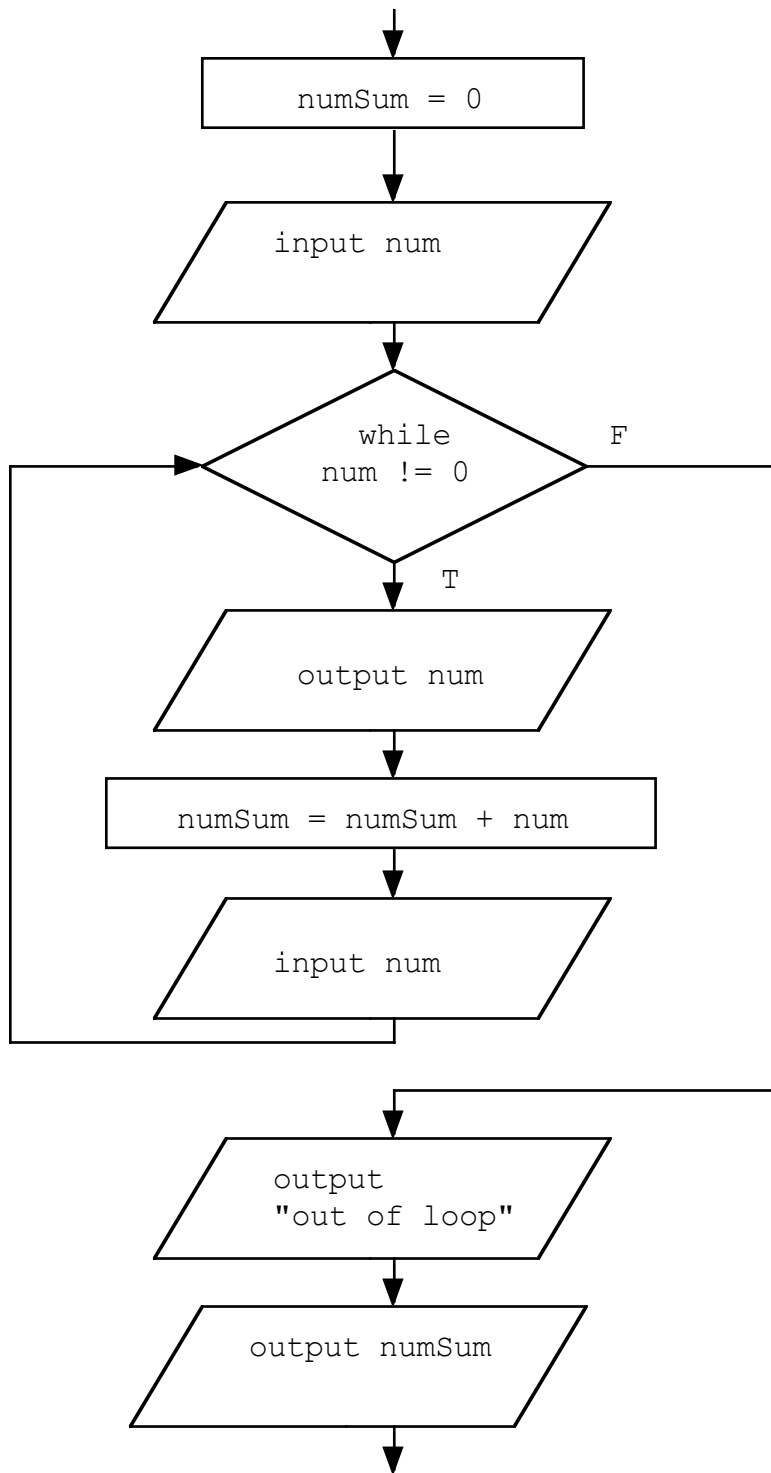 numSum = 0
input num
while
num != 0
F
T
output num
numSum = numSum + num
input num
output
"out of loop"
output numSum